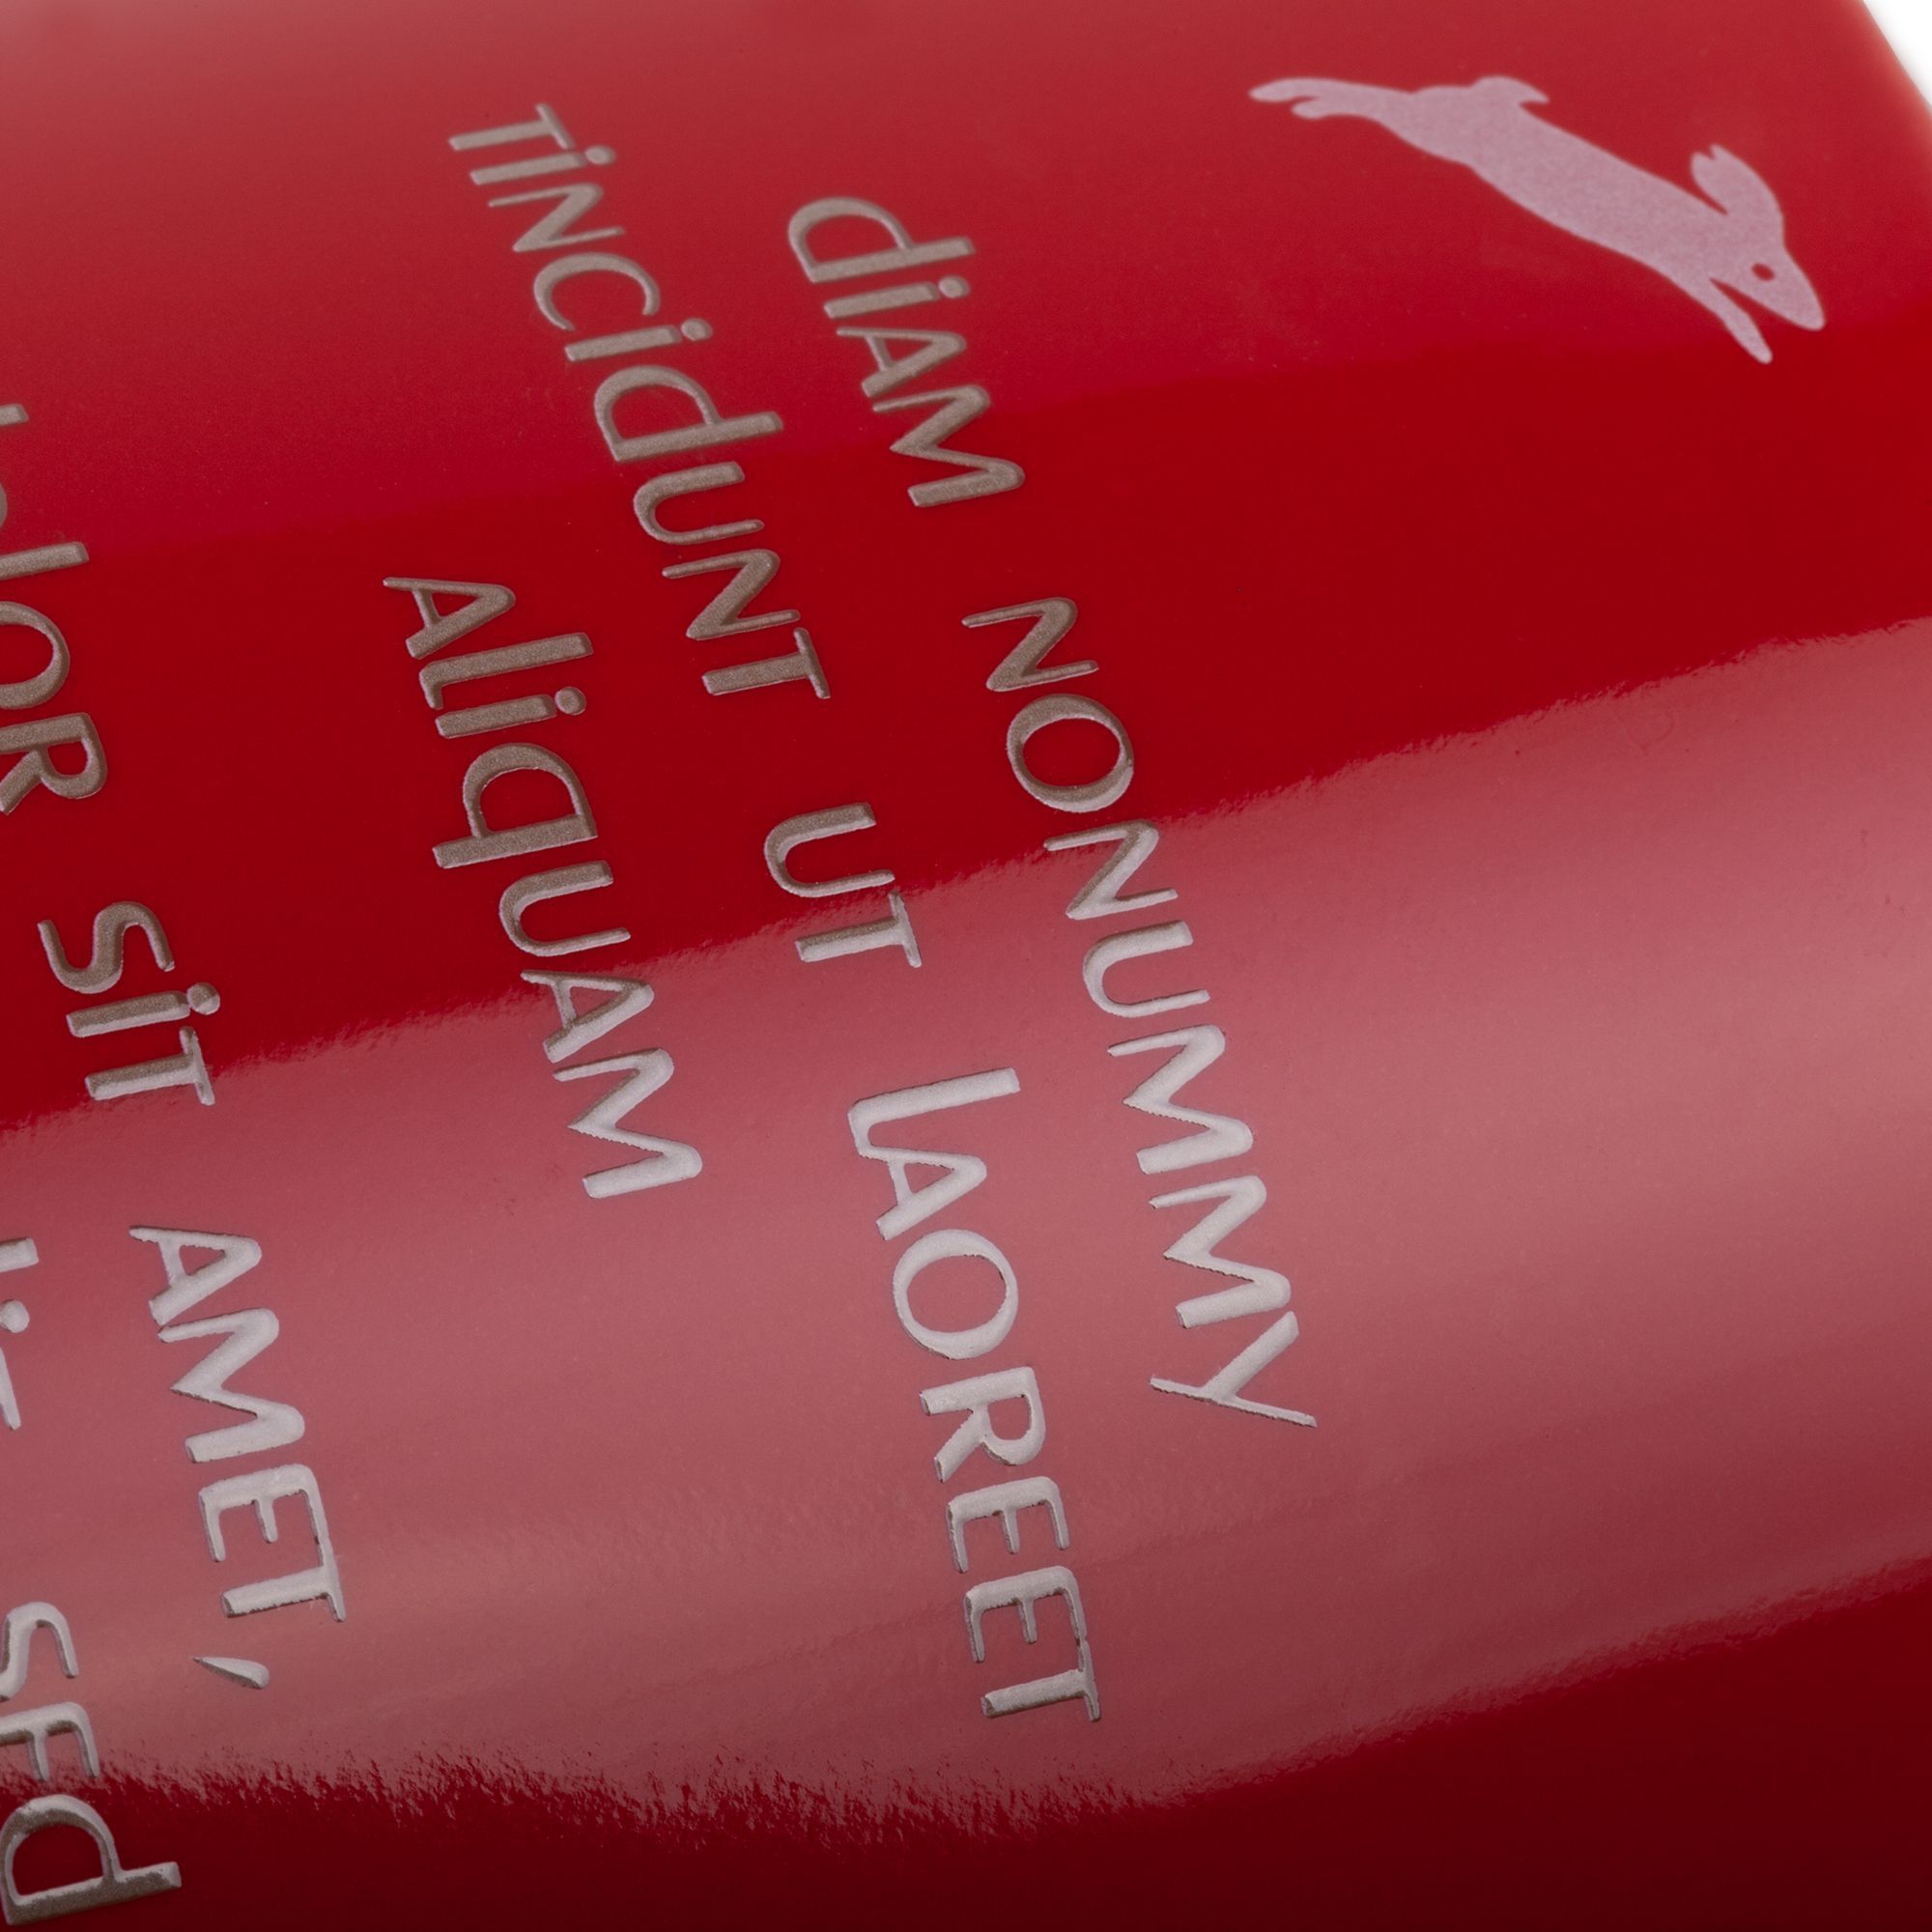 diAM NONUMMY
TiNCidUNT UT lAOREET
AliquAM
dolOR SiT AMET,
SEd